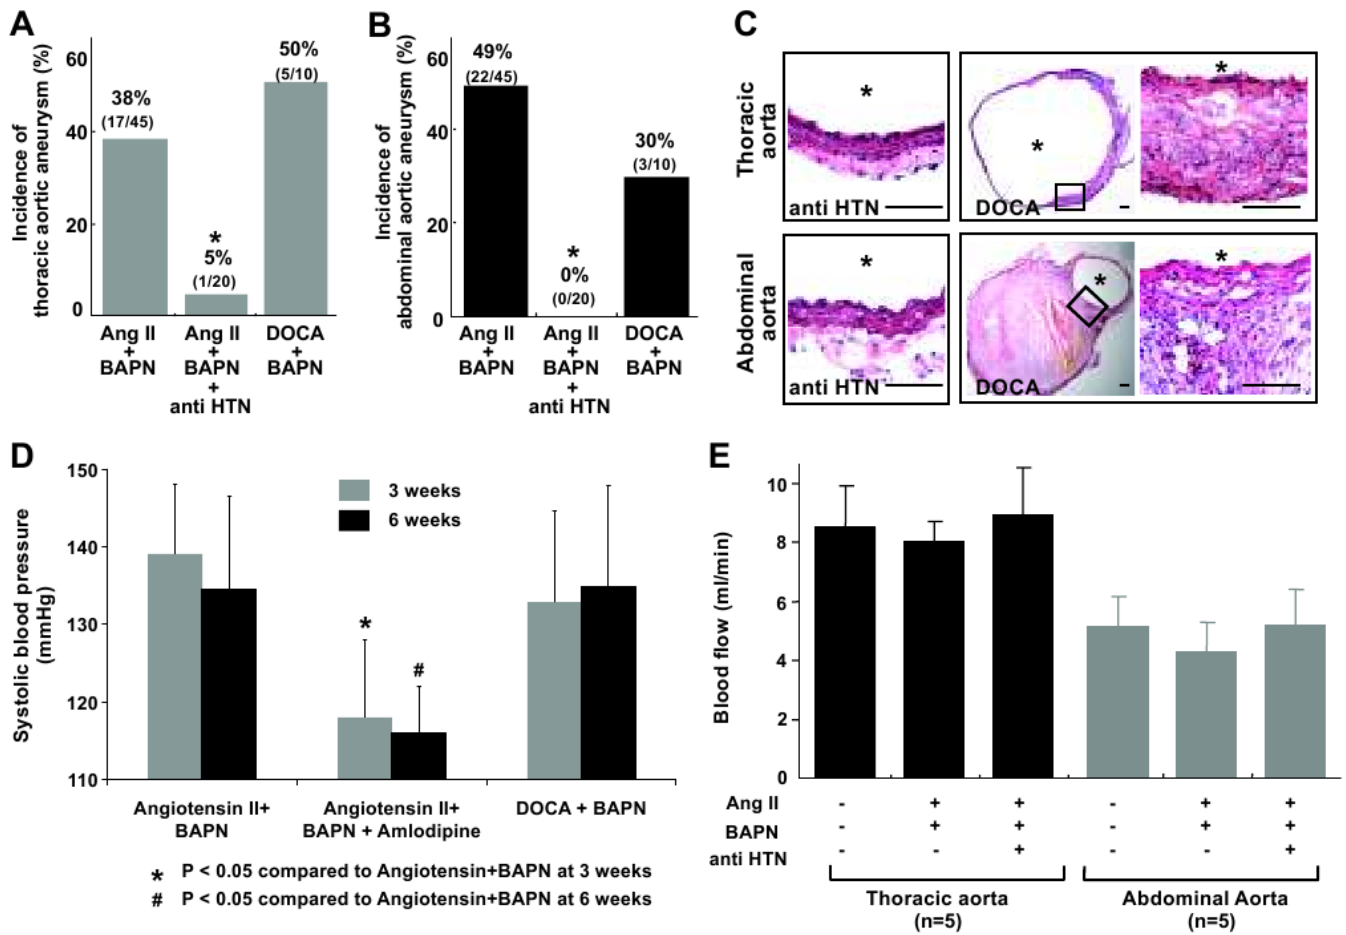 A
Incidence of
thoracic aortic aneurysm (%)
60
40
20
0
38%
(17/45)
*
5%
(1/20)
50%
(5/10)
Ang II
+
BAPN
Ang II
+
BAPN
+
anti HTN
DOCA
+
BAPN
B
Incidence of
abdominal aortic aneurysm (%)
60
40
20
0
49%
(22/45)
*
0%
(0/20)
30%
(3/10)
Ang II
+
BAPN
Ang II
+
BAPN
+
anti HTN
DOCA
+
BAPN
C
Thoracic
aorta
*
anti HTN
*
DOCA
*
Abdominal
aorta
*
anti HTN
*
DOCA
*
D
Systolic blood pressure
(mmHg)
150
140
130
120
110
3 weeks
6 weeks
*
#
Angiotensin II+
BAPN
Angiotensin II+
BAPN + Amlodipine
DOCA + BAPN
* P < 0.05 compared to Angiotensin+BAPN at 3 weeks
# P < 0.05 compared to Angiotensin+BAPN at 6 weeks
E
Blood flow (ml/min)
10
8
6
4
2
0
Ang II - + + - + +
BAPN - + + - + +
anti HTN - - + - - +
Thoracic aorta
(n=5)
Abdominal Aorta
(n=5)